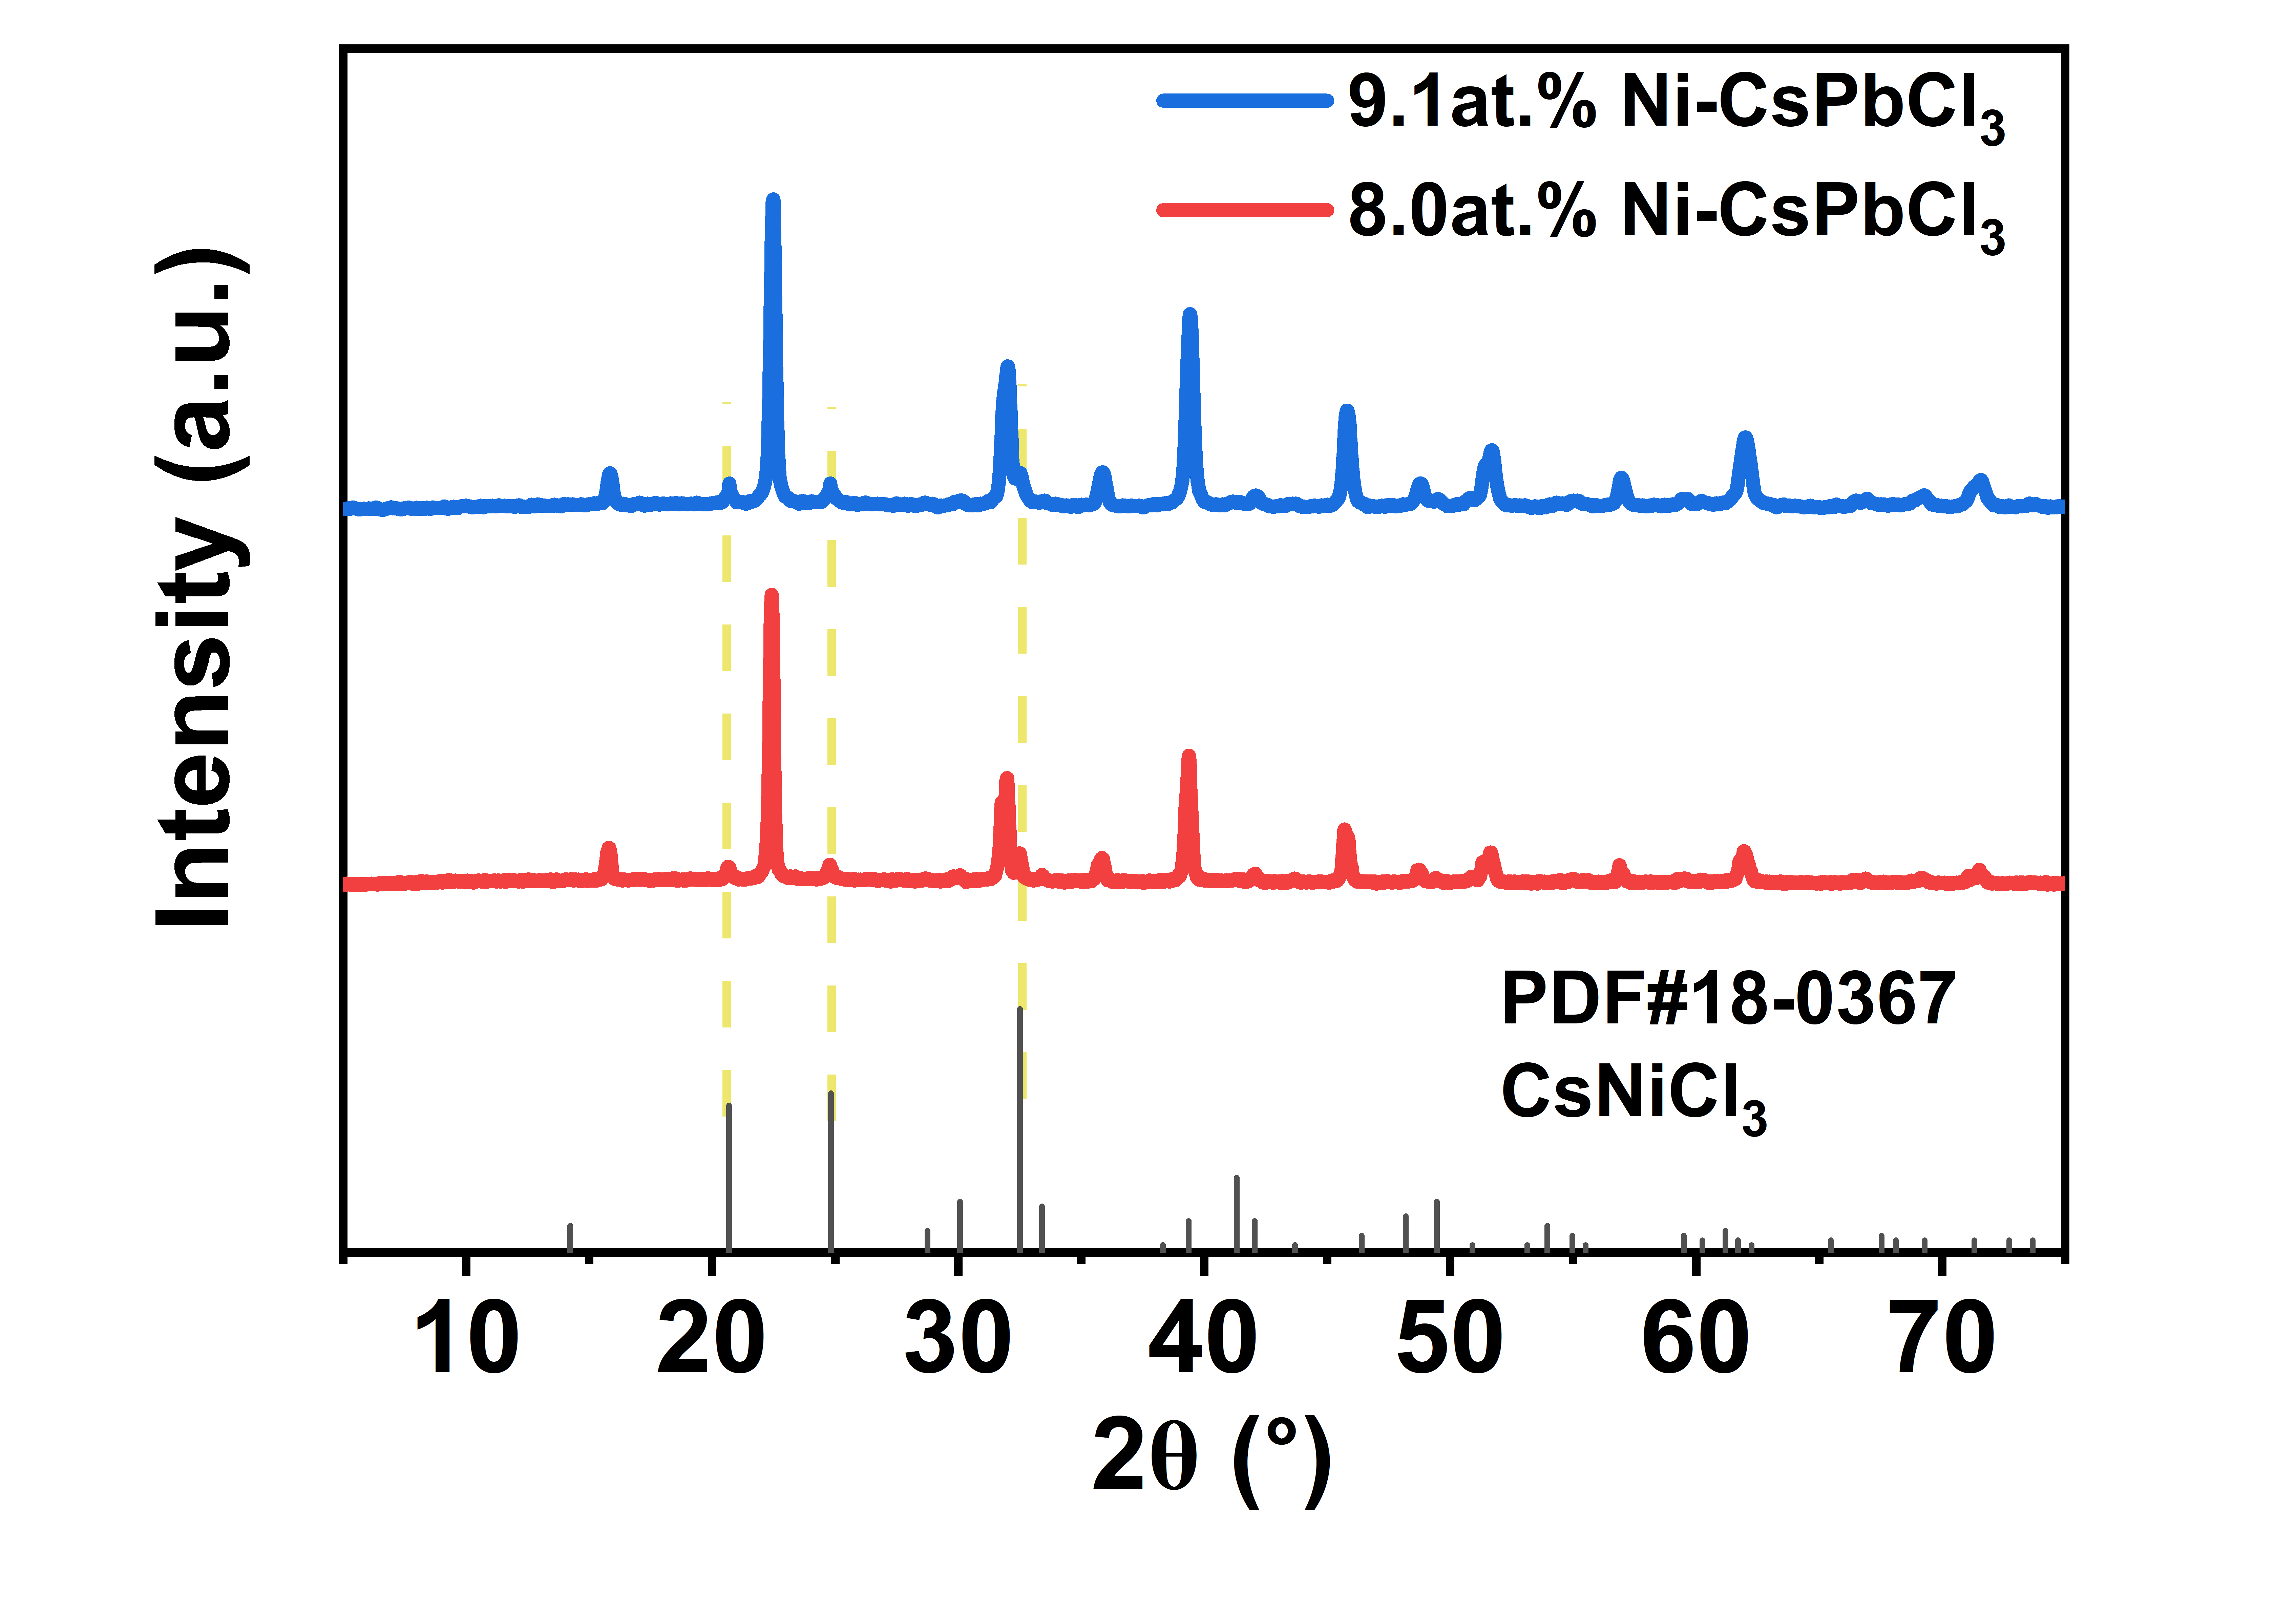 9.1at.% Ni-CsPbCl₃
8.0at.% Ni-CsPbCl₃
Intensity (a.u.)
PDF#18-0367
CsNiCl₃
10 20 30 40 50 60 70
2θ (°)